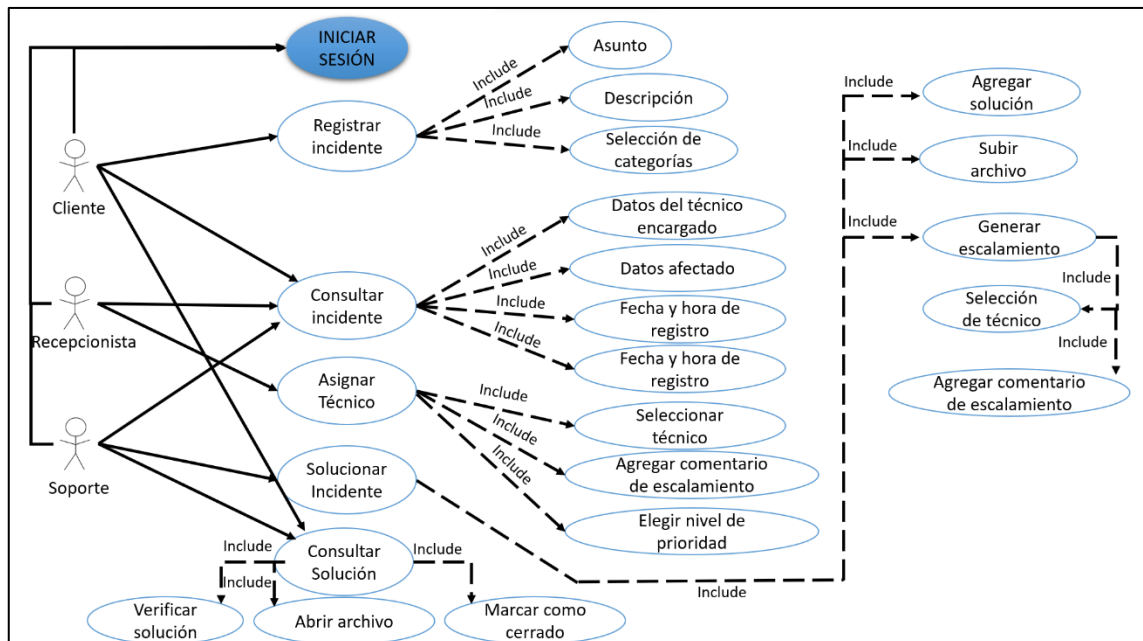 INICIAR
SESIÓN
Cliente
Recepcionista
Soporte
Registrar
incidente
Include
Include
Include
Asunto
Descripción
Selección de
categorías
Consultar
incidente
Include
Include
Include
Include
Datos del técnico
encargado
Datos afectado
Fecha y hora de
registro
Fecha y hora de
registro
Asignar
Técnico
Include
Include
Include
Seleccionar
técnico
Agregar comentario
de escalamiento
Elegir nivel de
prioridad
Solucionar
Incidente
Include
Include
Agregar
solución
Include
Subir
archivo
Include
Generar
escalamiento
Include
Selección
de técnico
Include
Agregar comentario
de escalamiento
Consultar
Solución
Include
Include
Include
Verificar
solución
Abrir archivo
Marcar como
cerrado